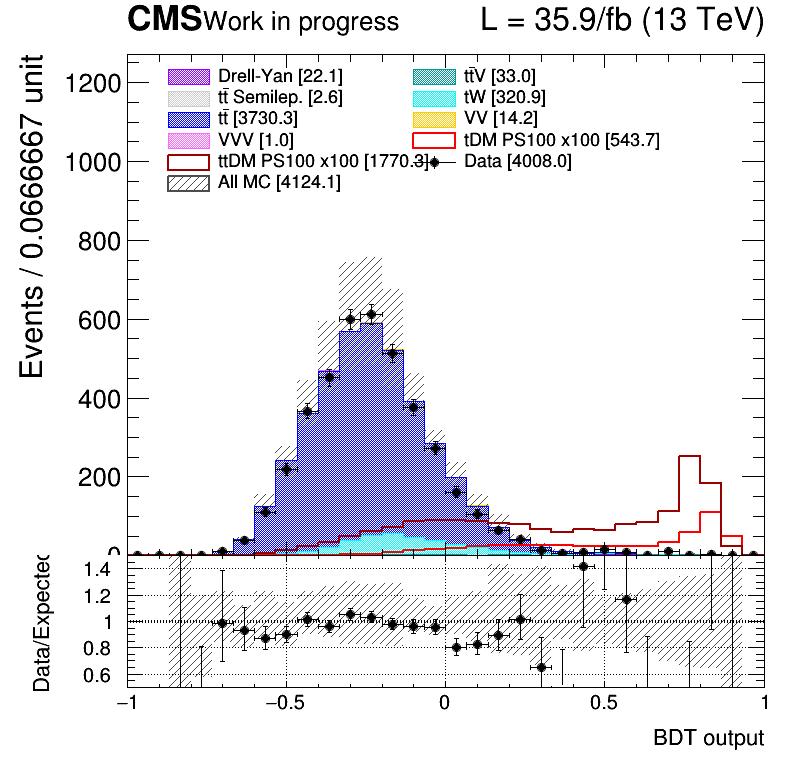 CMS Work in progress L = 35.9/fb (13 TeV)
Events / 0.0666667 unit
1200
1000
800
600
400
200
0
Drell-Yan [22.1]
tt̄V [33.0]
tt̄ Semilep. [2.6]
tW [320.9]
tt̄ [3730.3]
VV [14.2]
VVV [1.0]
tDM PS100 x100 [543.7]
ttDM PS100 x100 [1770.3]
Data [4008.0]
All MC [4124.1]
Data/Expected
1.4
1.2
1
0.8
0.6
−1 −0.5 0 0.5 1
BDT output